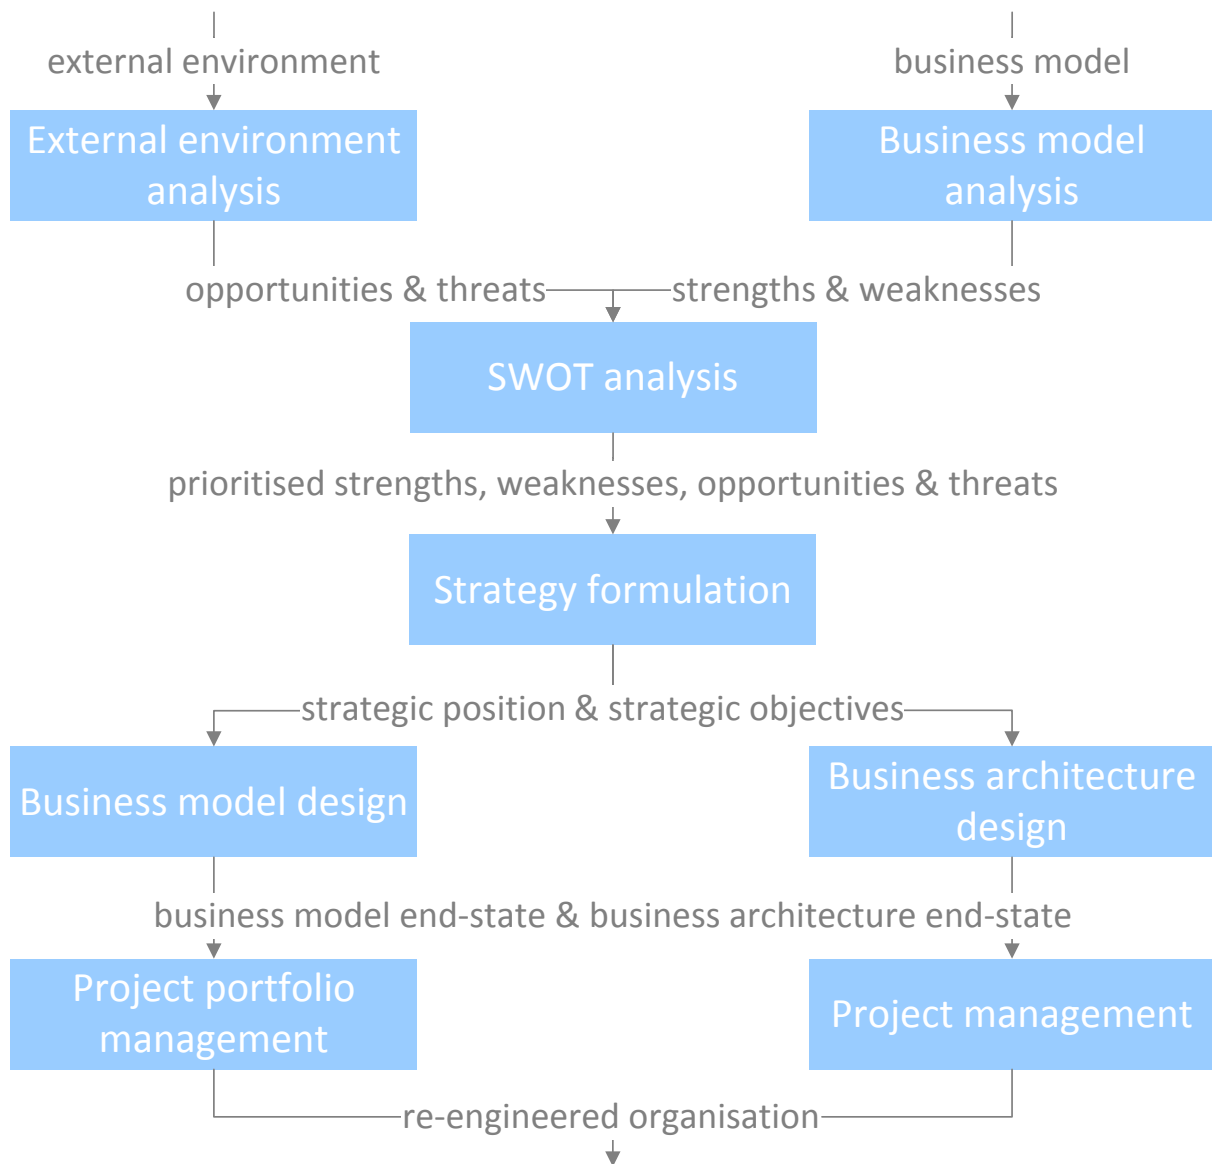 external environment
business model
External environment
analysis
Business model
analysis
opportunities & threats
strengths & weaknesses
SWOT analysis
prioritised strengths, weaknesses, opportunities & threats
Strategy formulation
strategic position & strategic objectives
Business model design
Business architecture
design
business model end-state & business architecture end-state
Project portfolio
management
Project management
re-engineered organisation